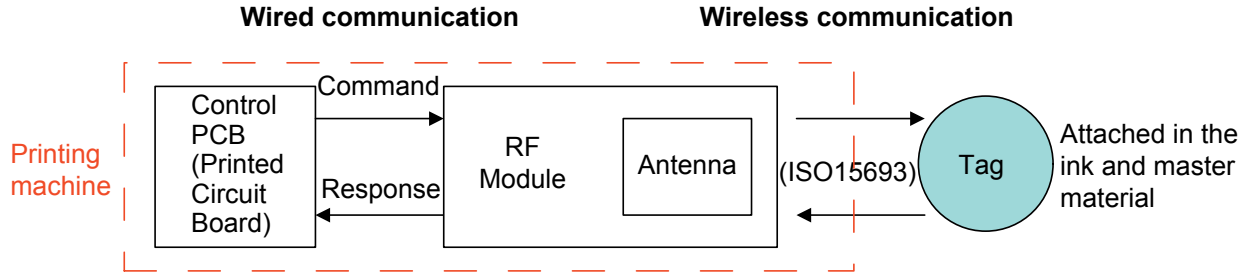 Wired communication
Wireless communication
Printing
machine
Control
PCB
(Printed
Circuit
Board)
Command
Response
RF
Module
Antenna
(ISO15693)
Tag
Attached in the
ink and master
material